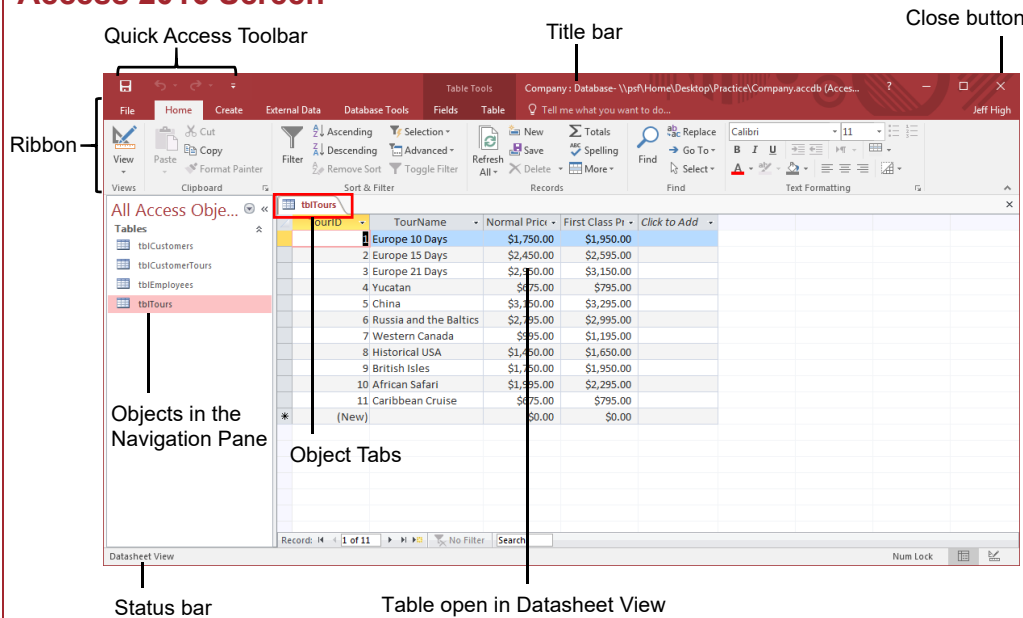 Access 2016 Screen
Close button
Quick Access Toolbar
Title bar
Table Tools
Company : Database- \\psf\Home\Desktop\Practice\Company.accdb (Acces...
?
File Home Create External Data Database Tools Fields Table Tell me what you want to do... Jeff High
Ribbon
View
Paste
Cut
Copy
Format Painter
Filter
Ascending
Descending
Remove Sort
Selection
Advanced
Toggle Filter
Refresh
All
New
Save
Delete
Totals
Spelling
More
Find
Replace
Go To
Select
Calibri 11
B I U
A
Views Clipboard Sort & Filter Records Find Text Formatting
All Access Obje... «
Tables
tblCustomers
tblCustomerTours
tblEmployees
tblTours
tblTours
TourID TourName Normal Price First Class Pr Click to Add
1 Europe 10 Days $1,750.00 $1,950.00
2 Europe 15 Days $2,450.00 $2,595.00
3 Europe 21 Days $2,950.00 $3,150.00
4 Yucatan $675.00 $795.00
5 China $3,150.00 $3,295.00
6 Russia and the Baltics $2,795.00 $2,995.00
7 Western Canada $995.00 $1,195.00
8 Historical USA $1,450.00 $1,650.00
9 British Isles $1,750.00 $1,950.00
10 African Safari $1,995.00 $2,295.00
11 Caribbean Cruise $675.00 $795.00
(New) $0.00 $0.00
Objects in the
Navigation Pane
Object Tabs
Record: 1 of 11 No Filter Search
Datasheet View
Num Lock
Status bar
Table open in Datasheet View